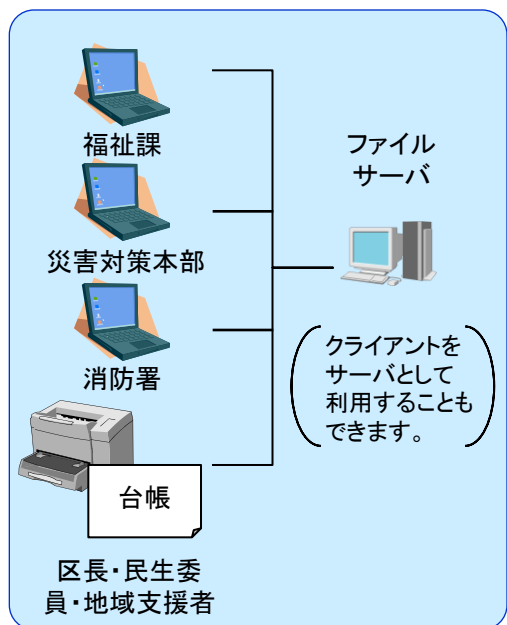 福祉課
災害対策本部
消防署
台帳
区長・民生委
員・地域支援者
ファイル
サーバ
クライアントを
サーバとして
利用することも
できます。